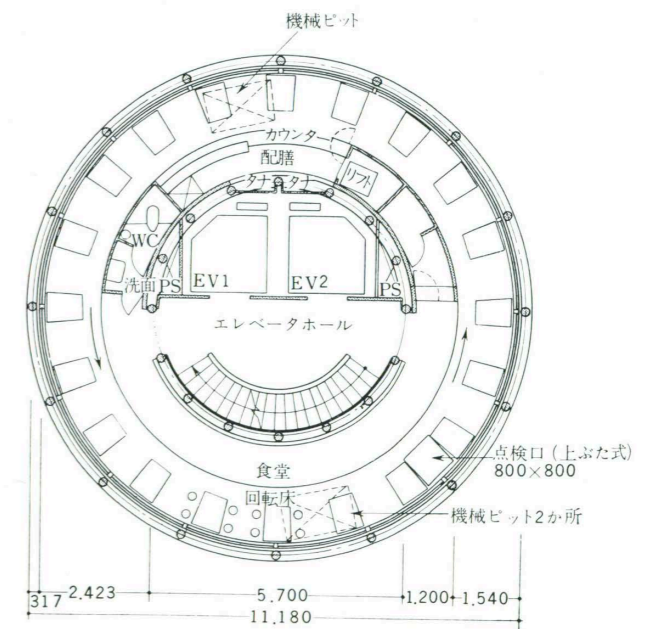 機械ピット
カウンタ
配膳
タナ
タナ
リフト
WC
洗面
PS
EV1
EV2
PS
エレベータホール
点検口(上ぶた式)
800×800
食堂
回転床
機械ピット2か所
317
2.423
5.700
1.200
1.540
11.180